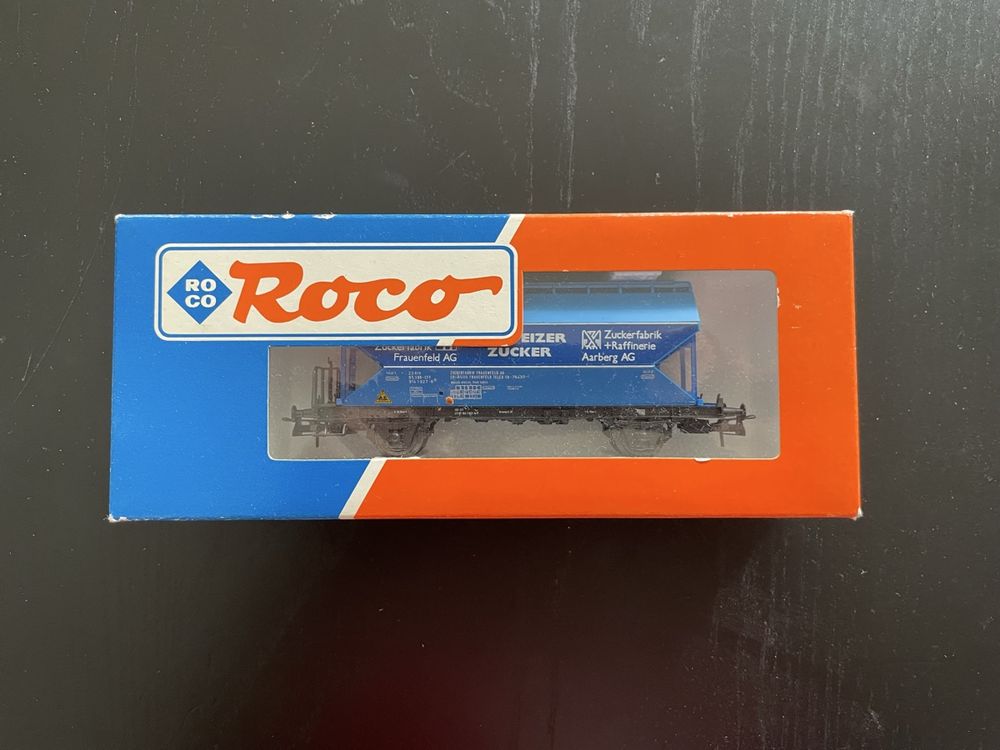 RO
CO
Roco
EIZER
ZUCKER
Zuckerfabrik
Frauenfeld AG
Zuckerfabrik
+Raffinerie
Aarberg AG